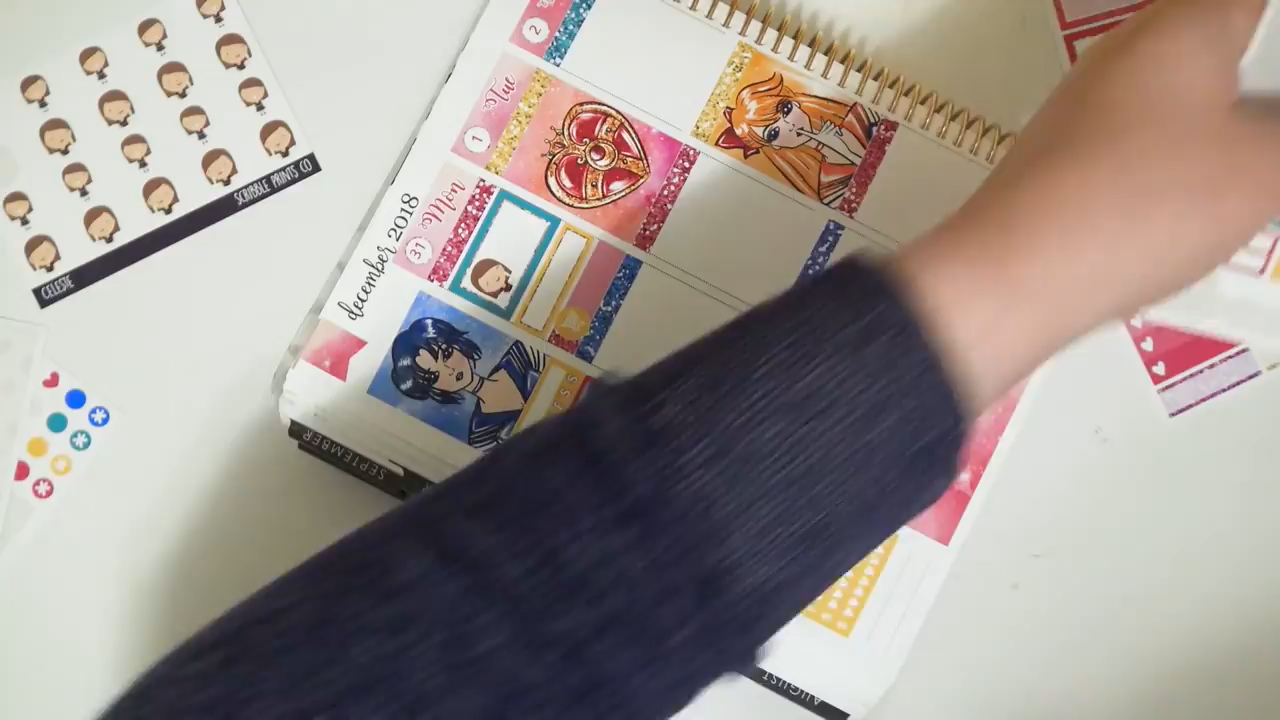 SCRIBBLE PRINTS CO
CELESTE
december 2018
Mon
31
Tue
1
2
SEPTEMBER
AUGUST